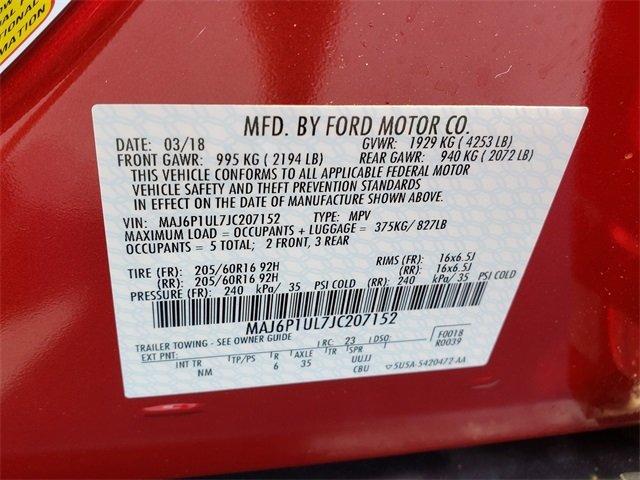 OW
IAL
TIONAL
MATION
MFD. BY FORD MOTOR CO.
DATE: 03/18 GVWR: 1929 KG ( 4253 LB)
FRONT GAWR: 995 KG ( 2194 LB) REAR GAWR: 940 KG ( 2072 LB)
THIS VEHICLE CONFORMS TO ALL APPLICABLE FEDERAL MOTOR
VEHICLE SAFETY AND THEFT PREVENTION STANDARDS
IN EFFECT ON THE DATE OF MANUFACTURE SHOWN ABOVE.
VIN: MAJ6P1UL7JC207152 TYPE: MPV
MAXIMUM LOAD = OCCUPANTS + LUGGAGE = 375KG/ 827LB
OCCUPANTS = 5 TOTAL; 2 FRONT, 3 REAR
TIRE (FR): 205/60R16 92H RIMS (FR): 16x6.5J
(RR): 205/60R16 92H (RR): 16x6.5J
PRESSURE (FR): 240 kPa/ 35 PSI COLD (RR): 240 kPa/ 35 PSI COLD
MAJ6P1UL7JC207152
TRAILER TOWING - SEE OWNER GUIDE RC: 23 DSO: F0018
EXT PNT: R0039
INT TR TP/PS R AXLE TR SPR UUJJ
NM 6 35 CBU 5U5A-5420472-AA